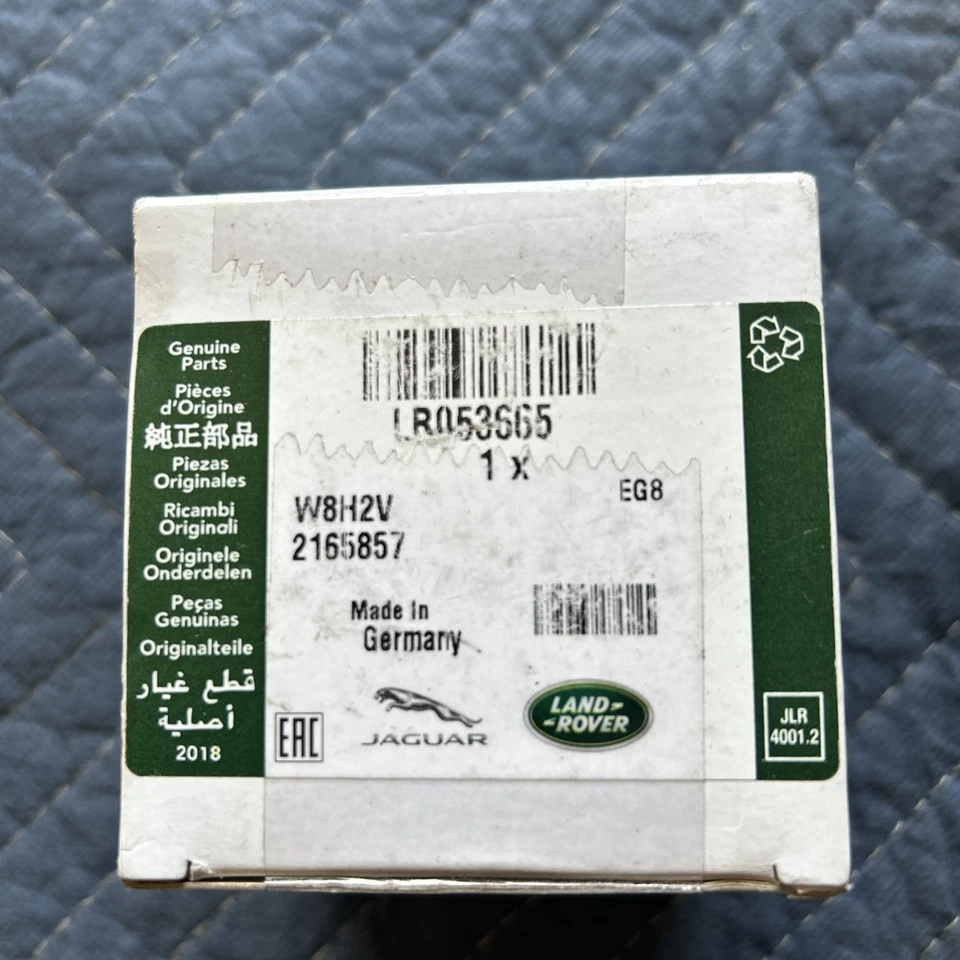 Genuine
Parts
Pièces
d'Origine
純正部品
Piezas
Originales
Ricambi
Originali
Originele
Onderdelen
Peças
Genuinas
Originalteile
قطع غيار
أصلية
2018
LR053665
1 x
EG8
W8H2V
2165857
Made In
Germany
EAC
JAGUAR
LAND
ROVER
JLR
4001.2